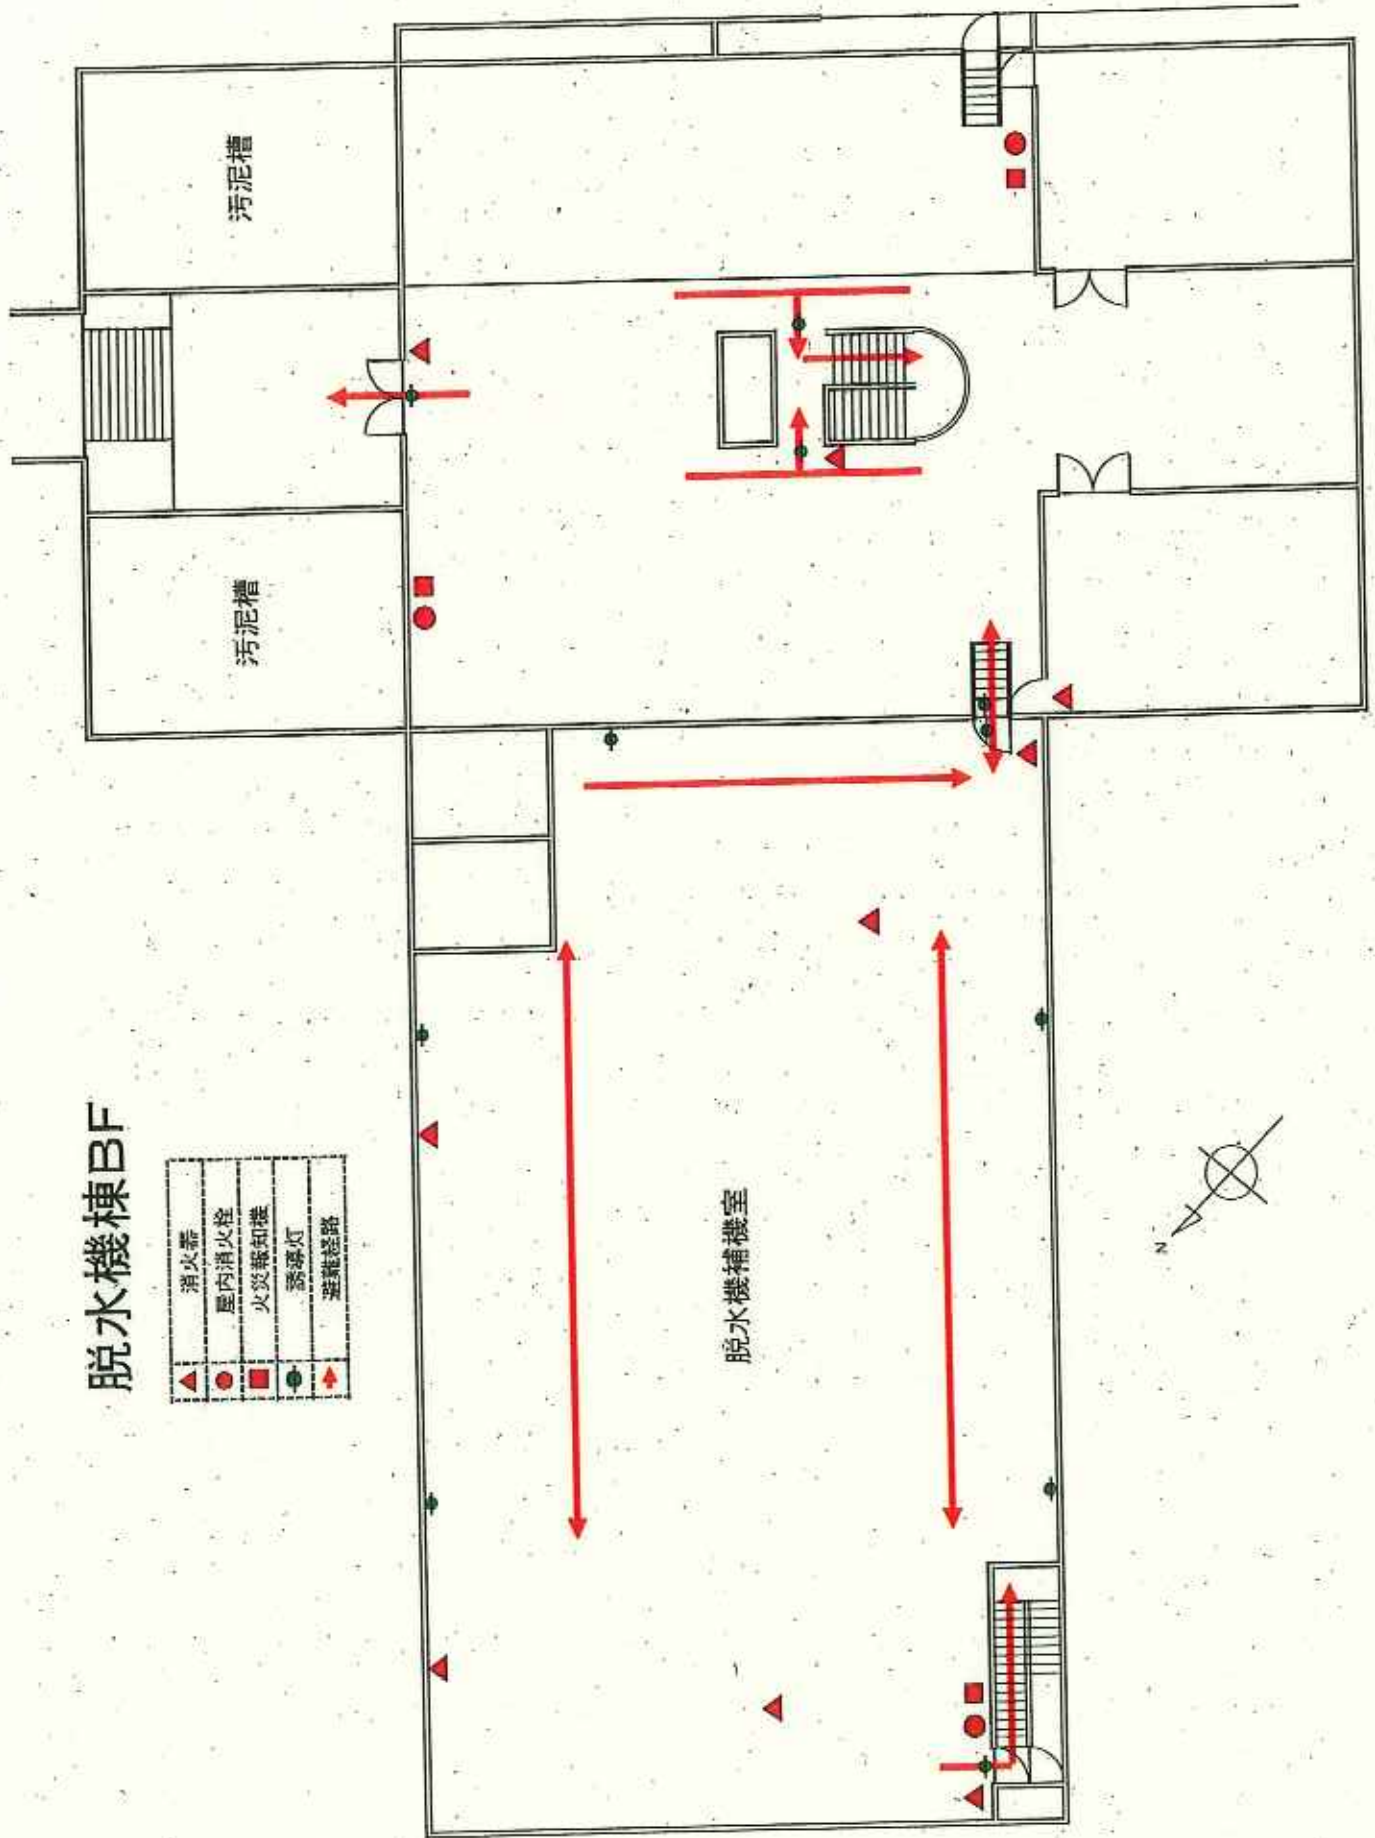 脱水機棟BF
消火器
屋内消火栓
火災報知機
誘導灯
避難経路
汚泥槽
汚泥槽
脱水機補機室
N